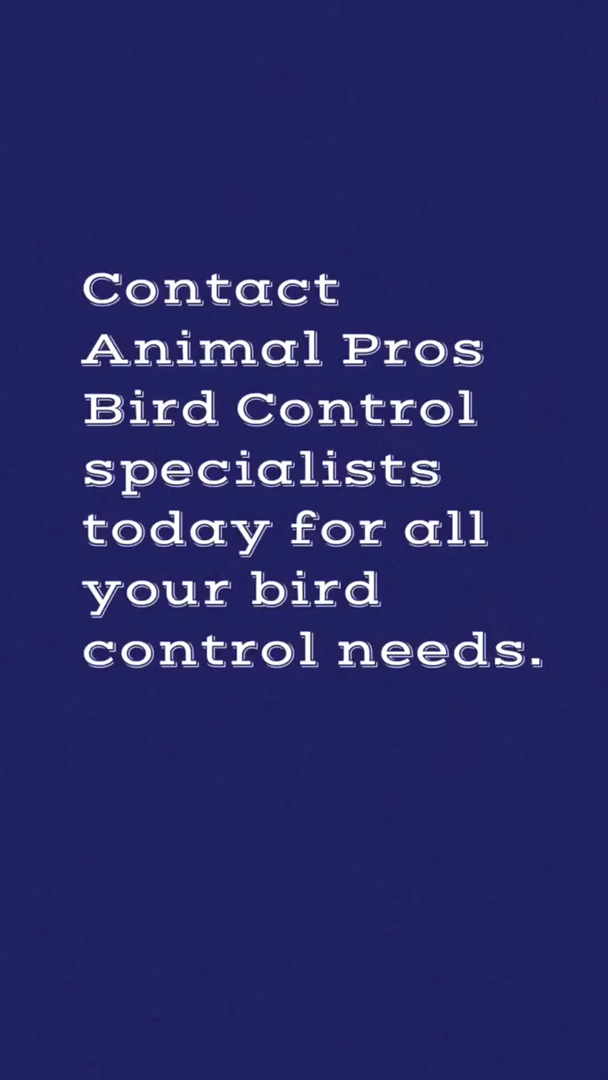 Contact
Animal Pros
Bird Control
specialists
today for all
your bird
control needs.